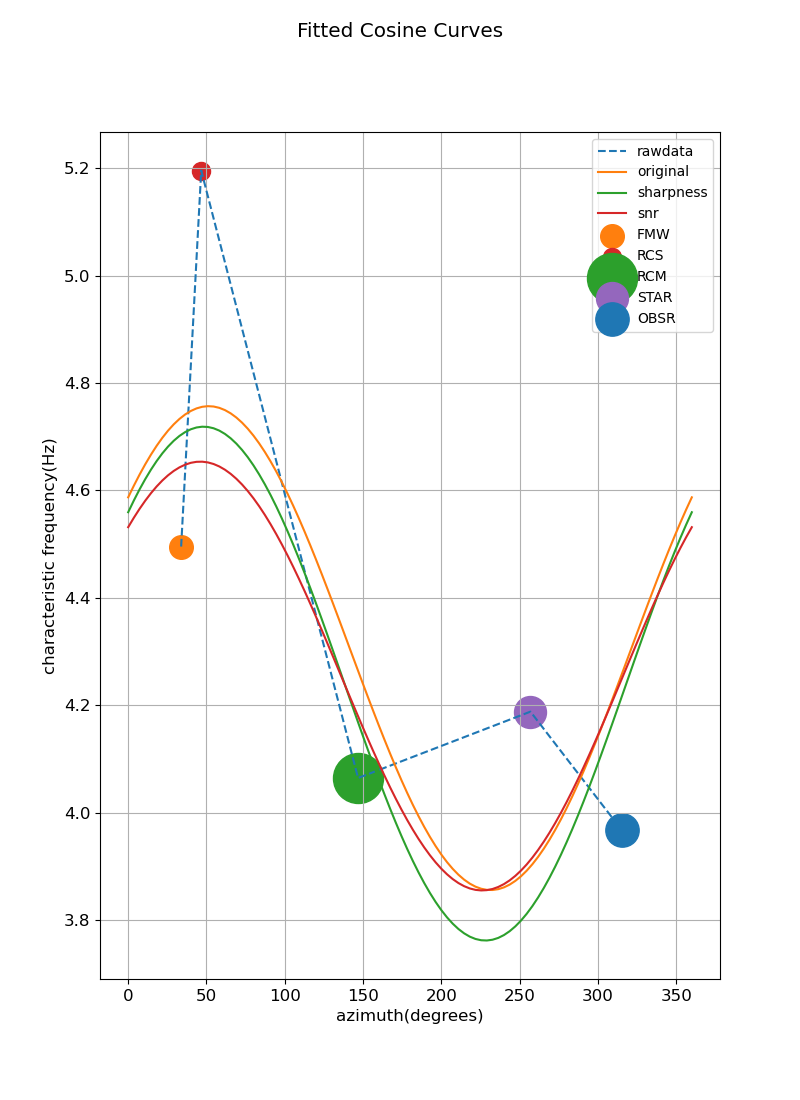 Fitted Cosine Curves
rawdata
original
sharpness
snr
FMW
RCS
RCM
STAR
OBSR
5.2
5.0
4.8
4.6
4.4
4.2
4.0
3.8
characteristic frequency(Hz)
0 50 100 150 200 250 300 350
azimuth(degrees)